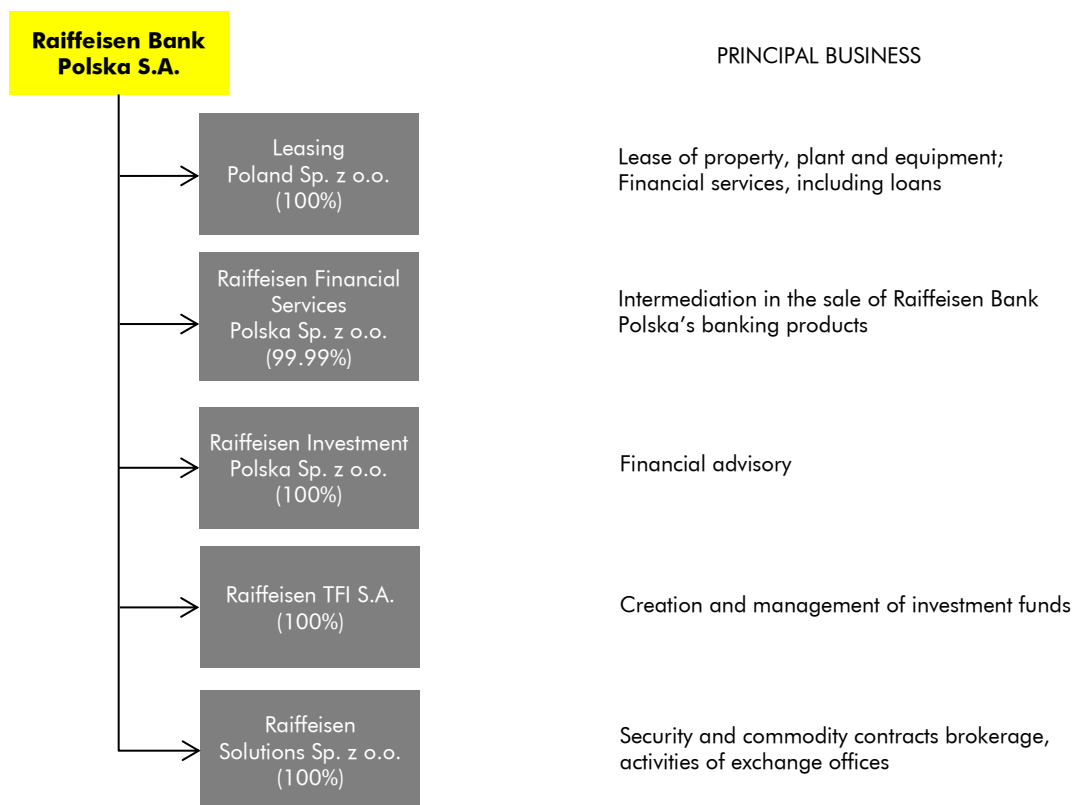 Raiffeisen Bank
Polska S.A.
PRINCIPAL BUSINESS
Leasing
Poland Sp. z o.o.
(100%)
Lease of property, plant and equipment;
Financial services, including loans
Raiffeisen Financial
Services
Polska Sp. z o.o.
(99.99%)
Intermediation in the sale of Raiffeisen Bank
Polska’s banking products
Raiffeisen Investment
Polska Sp. z o.o.
(100%)
Financial advisory
Raiffeisen TFI S.A.
(100%)
Creation and management of investment funds
Raiffeisen
Solutions Sp. z o.o.
(100%)
Security and commodity contracts brokerage,
activities of exchange offices